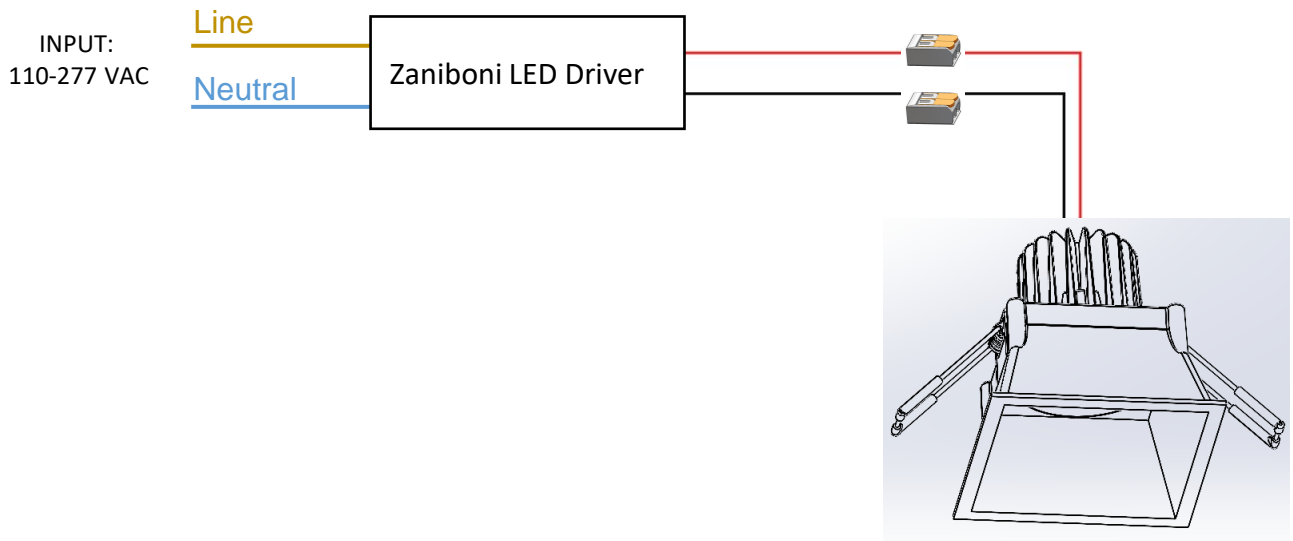 Line
INPUT:
110-277 VAC
Neutral
Zaniboni LED Driver